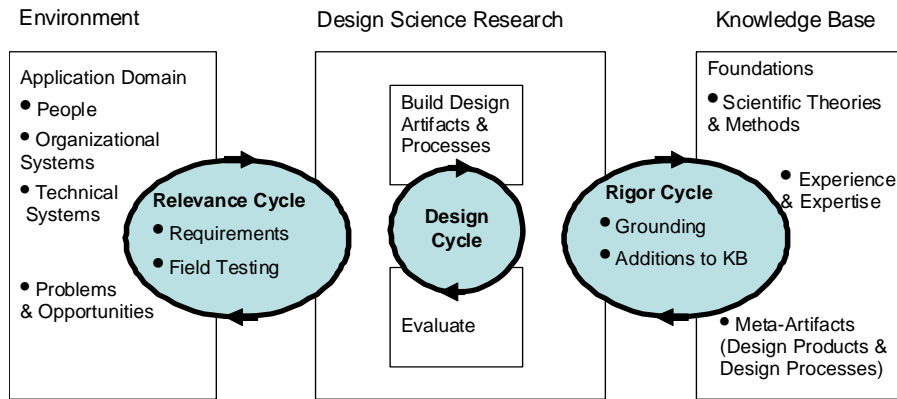 Environment
Design Science Research
Knowledge Base
Application Domain
• People
• Organizational
Systems
• Technical
Systems
• Problems
& Opportunities
Relevance Cycle
• Requirements
• Field Testing
Build Design
Artifacts &
Processes
Design
Cycle
Evaluate
Rigor Cycle
• Grounding
• Additions to KB
Foundations
• Scientific Theories
& Methods
• Experience
& Expertise
• Meta-Artifacts
(Design Products &
Design Processes)